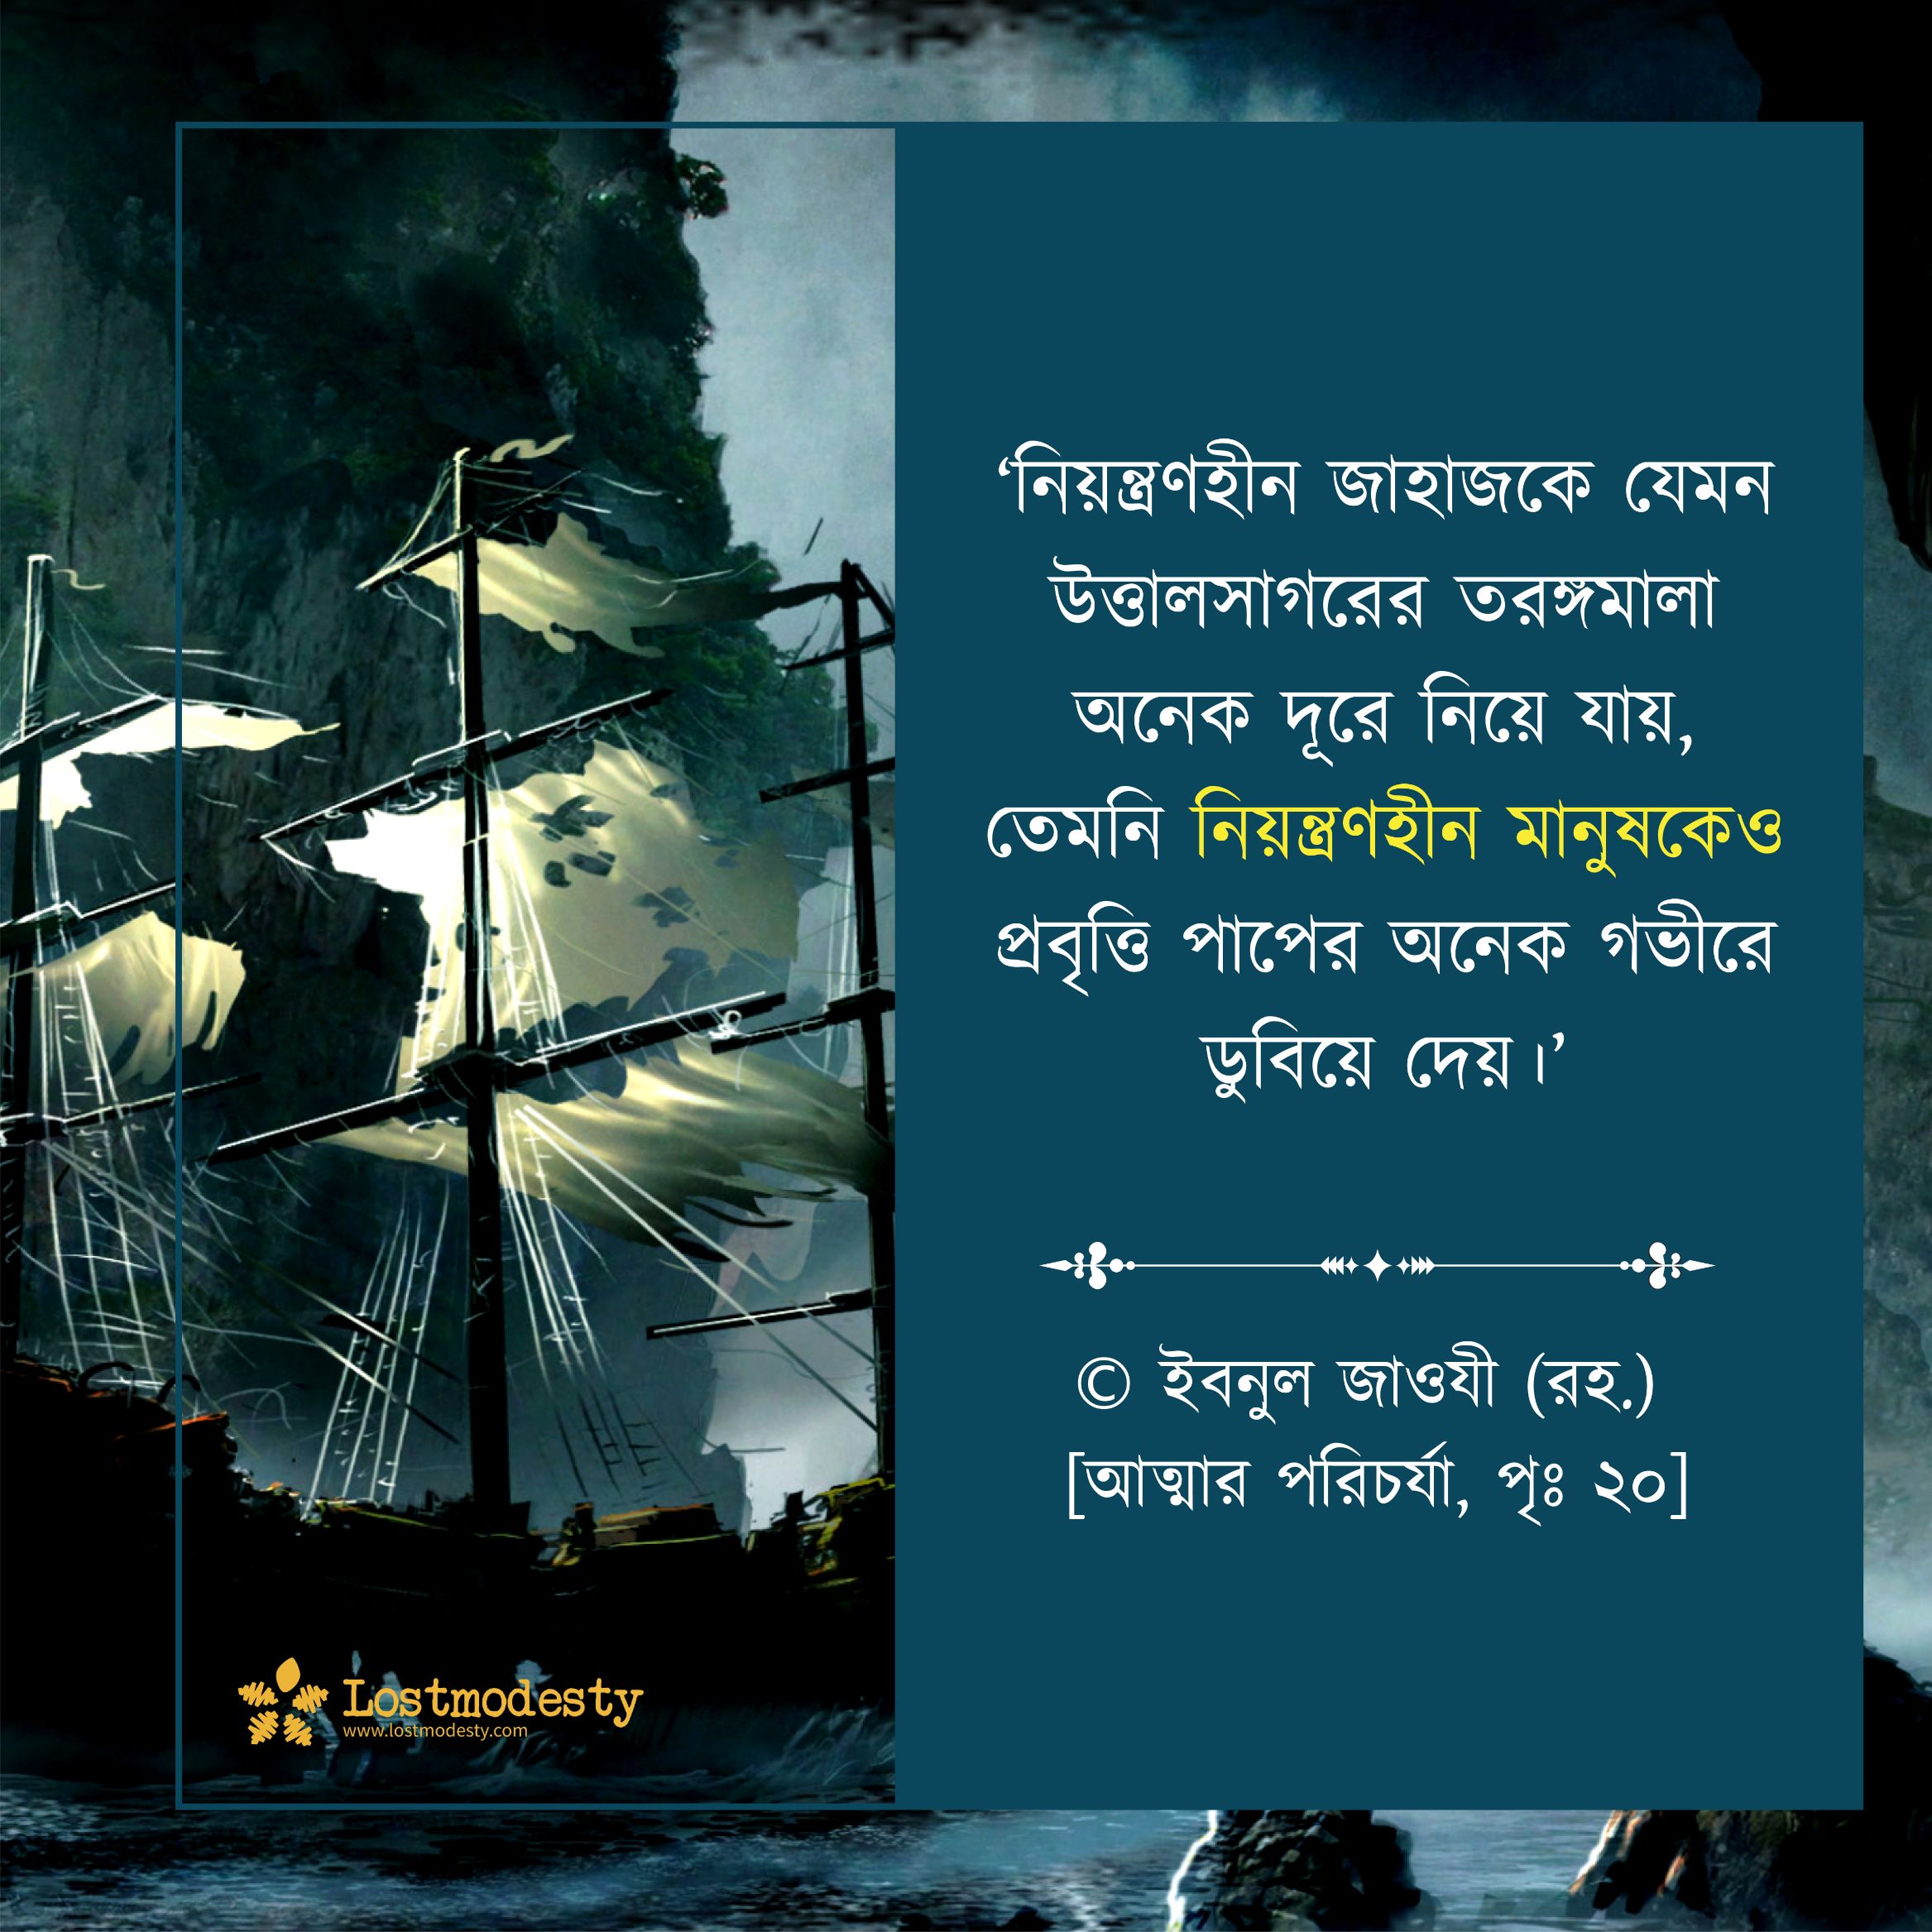 ‘নিয়ন্ত্রণহীন জাহাজকে যেমন
উত্তালসাগরের তরঙ্গমালা
অনেক দূরে নিয়ে যায়,
তেমনি নিয়ন্ত্রণহীন মানুষকেও
প্রবৃত্তি পাপের অনেক গভীরে
ডুবিয়ে দেয়।’
© ইবনুল জাওযী (রহ.)
[আত্মার পরিচর্যা, পৃঃ ২০]
Lostmodesty
www.lostmodesty.com